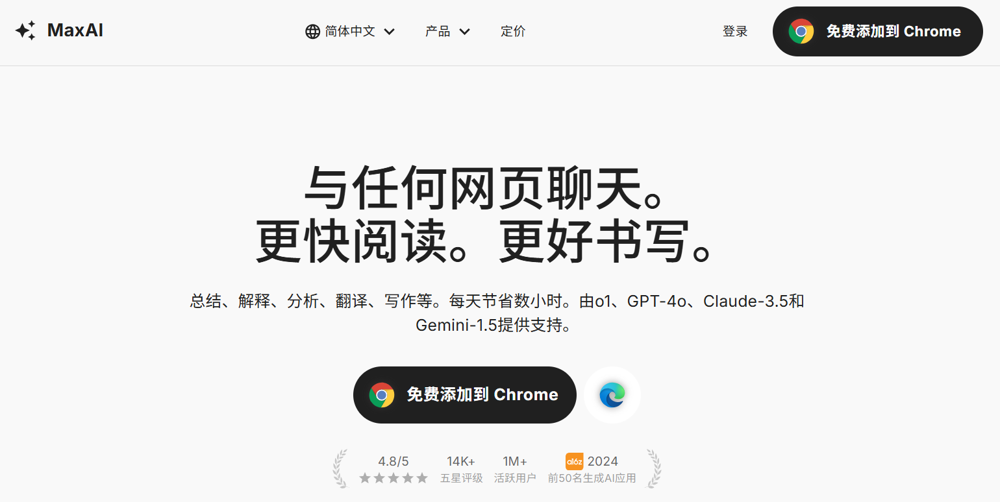 MaxAI
简体中文
产品
定价
登录
免费添加到 Chrome
与任何网页聊天。
更快阅读。更好书写。
总结、解释、分析、翻译、写作等。每天节省数小时。由o1、GPT-4o、Claude-3.5和
Gemini-1.5提供支持。
免费添加到 Chrome
4.8/5
14K+
五星评级
1M+
活跃用户
a16z 2024
前50名生成AI应用